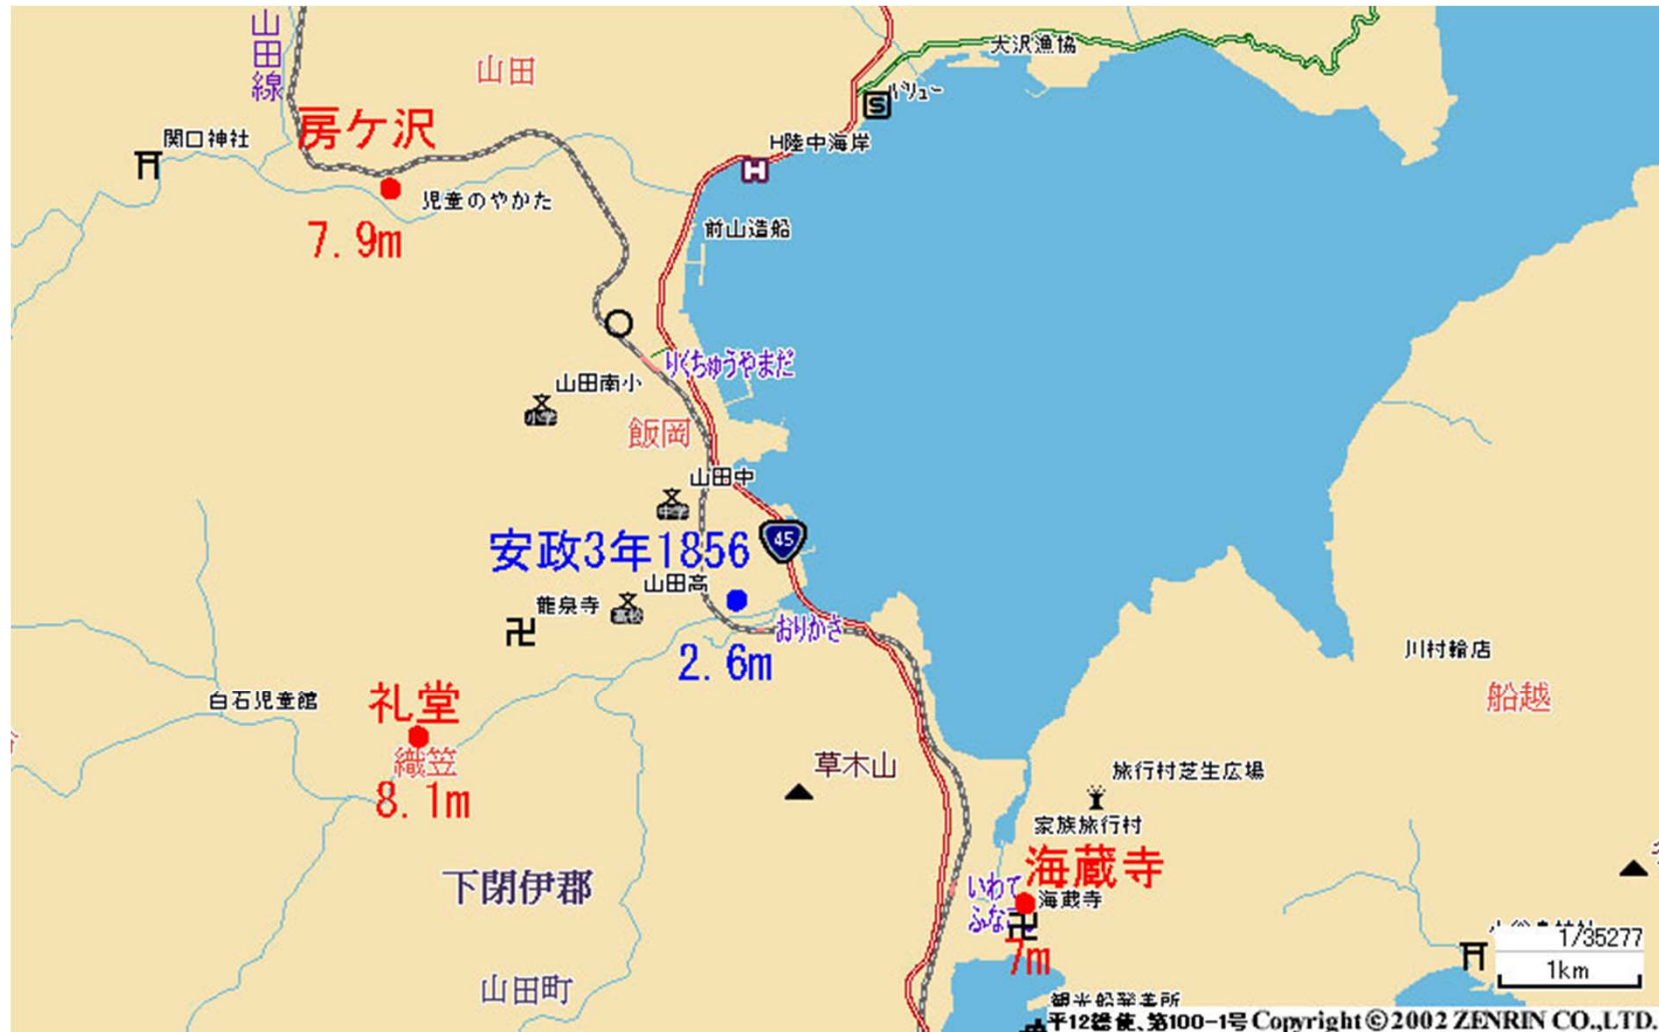 山田線
山田
大沢漁協
房ケ沢
関口神社
バリュー
S
H陸中海岸
H
児童のやかた
7.9m
前山造船
りくちゅうやまだ
山田南小
小学
飯岡
山田中
中学
安政3年1856
45
山田高
龍泉寺
高校
おりかさ
2.6m
川村輪店
礼堂
白石児童館
船越
織笠
草木山
旅行村芝生広場
8.1m
家族旅行村
海蔵寺
下閉伊郡
いわて
海蔵寺
ふな
1/35277
7m
1km
山田町
観光船発着所
平12総使、第100-1号 Copyright © 2002 ZENRIN CO., LTD.